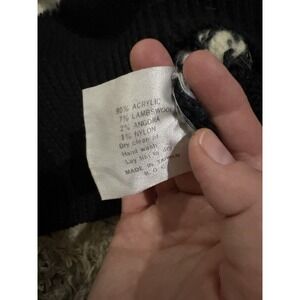 90% ACRYLIC
7% LAMBSWOOL
2% ANGORA
1% NYLON
Dry clean or
Hand wash
Lay flat to dry
MADE IN TAIWAN
R.O.C.